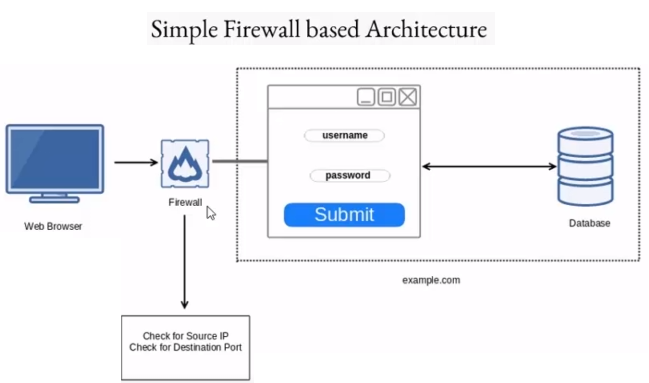 Simple Firewall based Architecture
username
password
Submit
Firewall
Web Browser
Database
example.com
Check for Source IP
Check for Destination Port